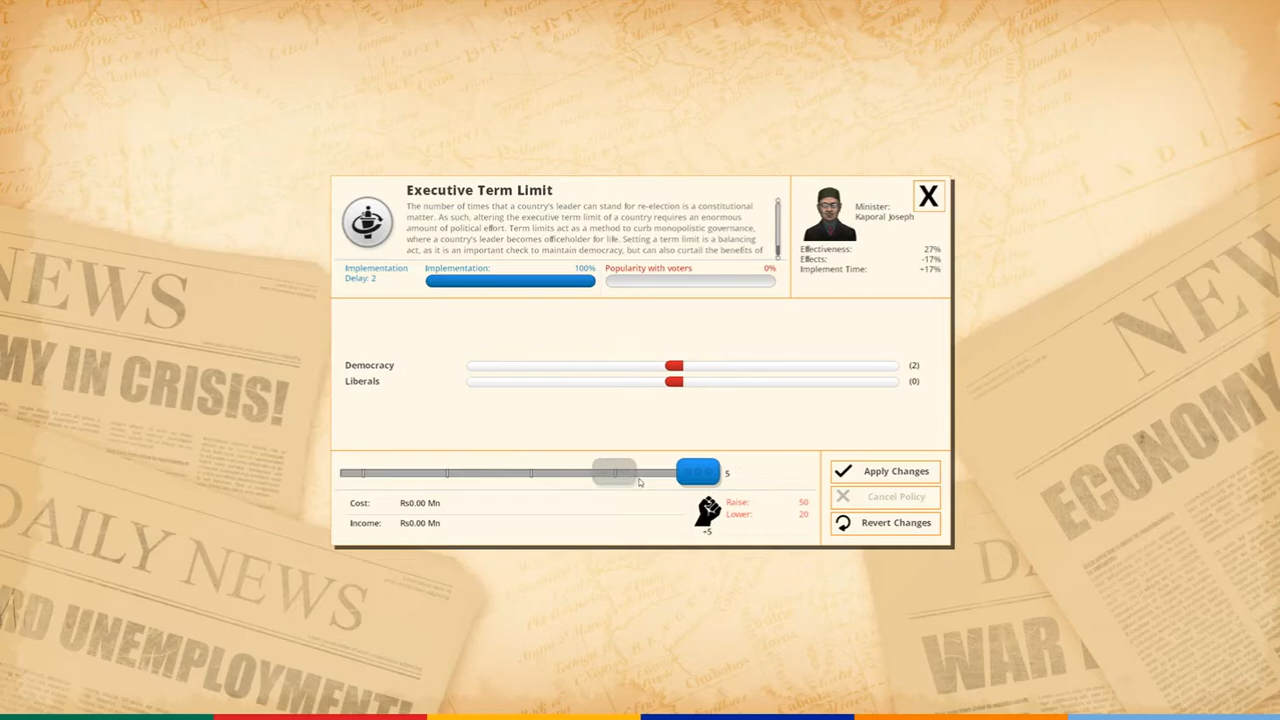 Executive Term Limit
The number of times that a country's leader can stand for re-election is a constitutional
matter. As such, altering the executive term limit of a country requires an enormous
amount of political effort. Term limits act as a method to curb monopolistic governance,
where a country's leader becomes officeholder for life. Setting a term limit is a balancing
act, as it is an important check to maintain democracy, but can also curtail the benefits of
Implementation
Delay: 2
Implementation: 100%
Popularity with voters 0%
X
Minister:
Kaporal Joseph
Effectiveness: 27%
Effects: -17%
Implement Time: +17%
Democracy (2)
Liberals (0)
5
Cost: Rs0.00 Mn
Income: Rs0.00 Mn
+5
Raise: 50
Lower: 20
Apply Changes
Cancel Policy
Revert Changes
NEWS
MY IN CRISIS!
DAILY NEWS
RD UNEMPLOYMENT!
NEW
ECONOMY
WAR
INDIA